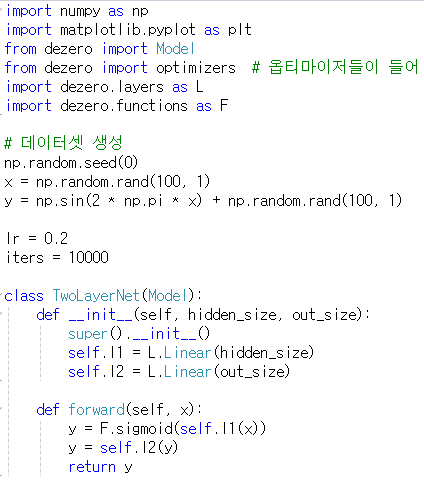 import numpy as np
import matplotlib.pyplot as plt
from dezero import Model
from dezero import optimizers  # 옵티마이저들이 들어
import dezero.layers as L
import dezero.functions as F

# 데이터셋 생성
np.random.seed(0)
x = np.random.rand(100, 1)
y = np.sin(2 * np.pi * x) + np.random.rand(100, 1)

lr = 0.2
iters = 10000

class TwoLayerNet(Model):
    def __init__(self, hidden_size, out_size):
        super().__init__()
        self.l1 = L.Linear(hidden_size)
        self.l2 = L.Linear(out_size)

    def forward(self, x):
        y = F.sigmoid(self.l1(x))
        y = self.l2(y)
        return y